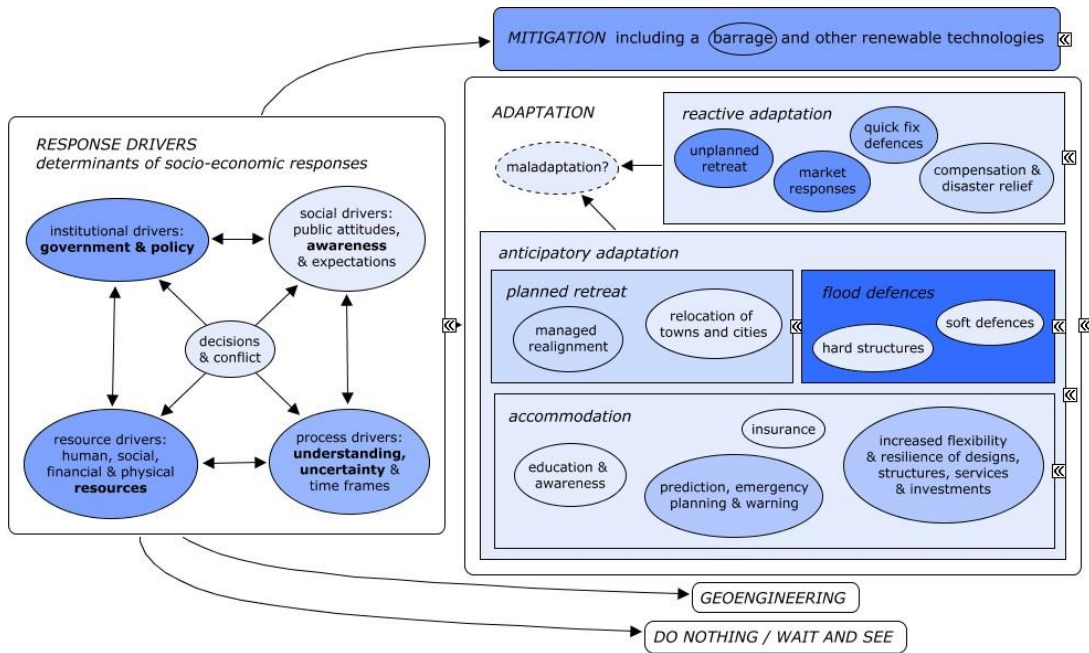 MITIGATION including a barrage and other renewable technologies
RESPONSE DRIVERS
determinants of socio-economic responses
institutional drivers:
government & policy
social drivers:
public attitudes,
awareness
& expectations
decisions
& conflict
resource drivers:
human, social,
financial & physical
resources
process drivers:
understanding,
uncertainty &
time frames
ADAPTATION
maladaptation?
reactive adaptation
unplanned
retreat
market
responses
quick fix
defences
compensation &
disaster relief
anticipatory adaptation
planned retreat
managed
realignment
relocation of
towns and cities
flood defences
hard structures
soft defences
accommodation
education &
awareness
insurance
prediction, emergency
planning & warning
increased flexibility
& resilience of designs,
structures, services
& investments
GEOENGINEERING
DO NOTHING / WAIT AND SEE